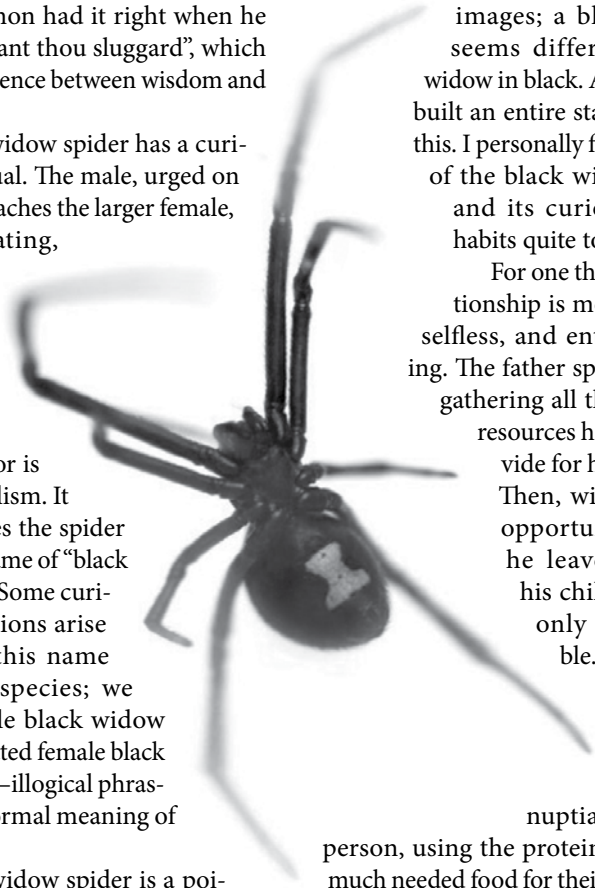 non had it right when he
ant thou sluggard”, which
ence between wisdom and
widow spider has a curi-
ual. The male, urged on
aches the larger female,
ating,
or is
lism. It
es the spider
ame of “black
Some curi-
ions arise
this name
species; we
le black widow
ted female black
–illogical phras-
ormal meaning of
widow spider is a poi-
images; a bl
seems differ
widow in black. A
built an entire sta
this. I personally f
of the black wi
and its curi
habits quite to
For one th
tionship is m
selfless, and en
ing. The father sp
gathering all t
resources h
vide for h
Then, wi
opportu
he leav
his chil
only
ble.
nuptia
person, using the protein
much needed food for thei